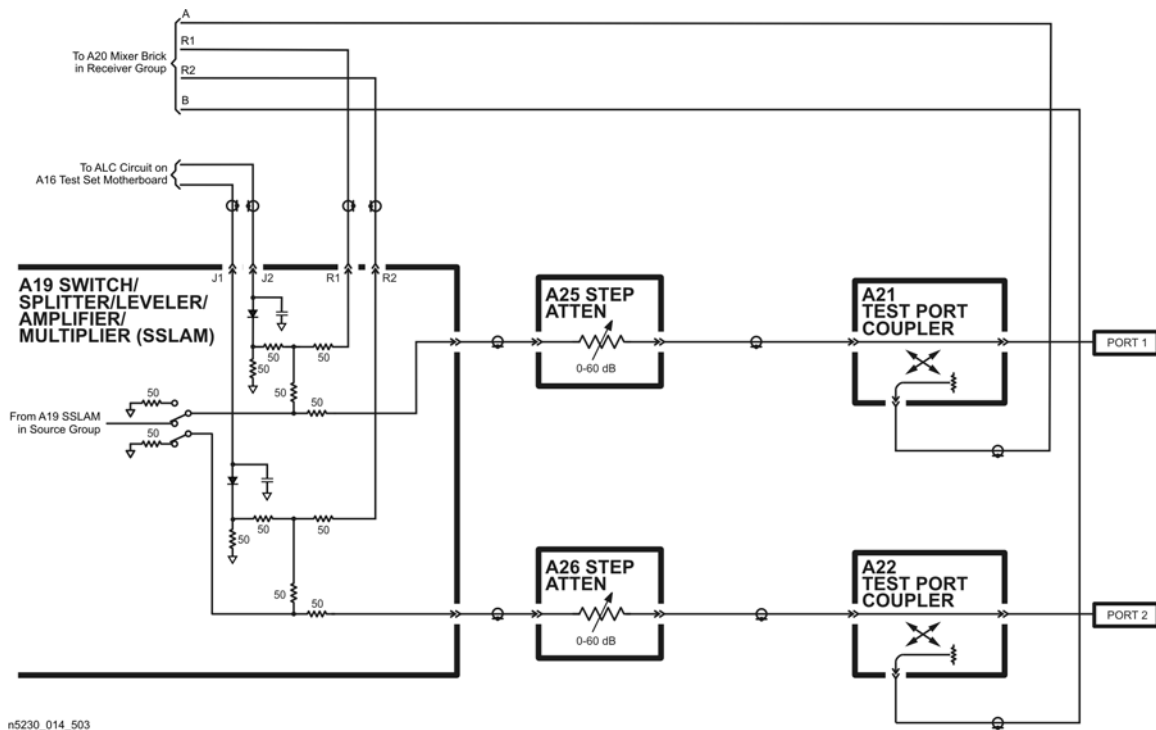 A
R1
To A20 Mixer Brick
in Receiver Group
R2
B
To ALC Circuit on
A16 Test Set Motherboard
J1
J2
R1
R2
A19 SWITCH/
SPLITTER/LEVELER/
AMPLIFIER/
MULTIPLIER (SSLAM)
50
50
50
50
50
50
50
From A19 SSLAM
in Source Group
A25 STEP
ATTEN
0-60 dB
A21
TEST PORT
COUPLER
PORT 1
50
50
50
50
50
A26 STEP
ATTEN
0-60 dB
A22
TEST PORT
COUPLER
PORT 2
n5230_014_503